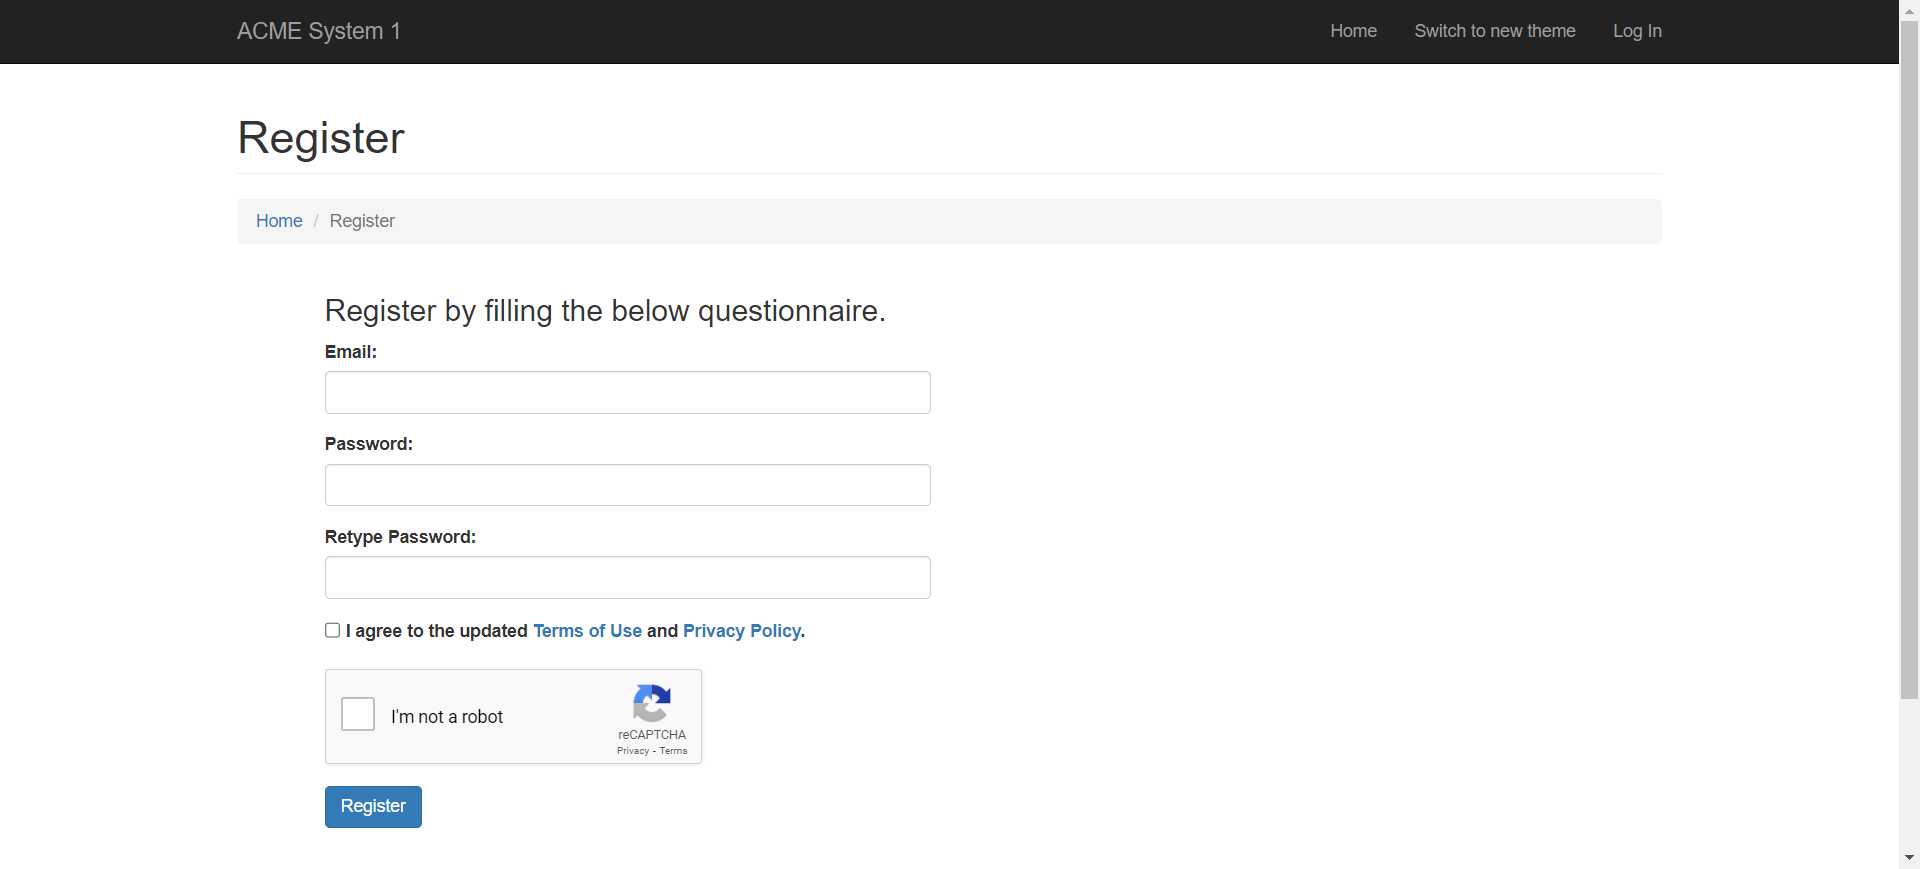 ACME System 1
Home
Switch to new theme
Log In
Register
Home / Register
Register by filling the below questionnaire.
Email:
Password:
Retype Password:
I agree to the updated Terms of Use and Privacy Policy.
I'm not a robot
reCAPTCHA
Privacy - Terms
Register